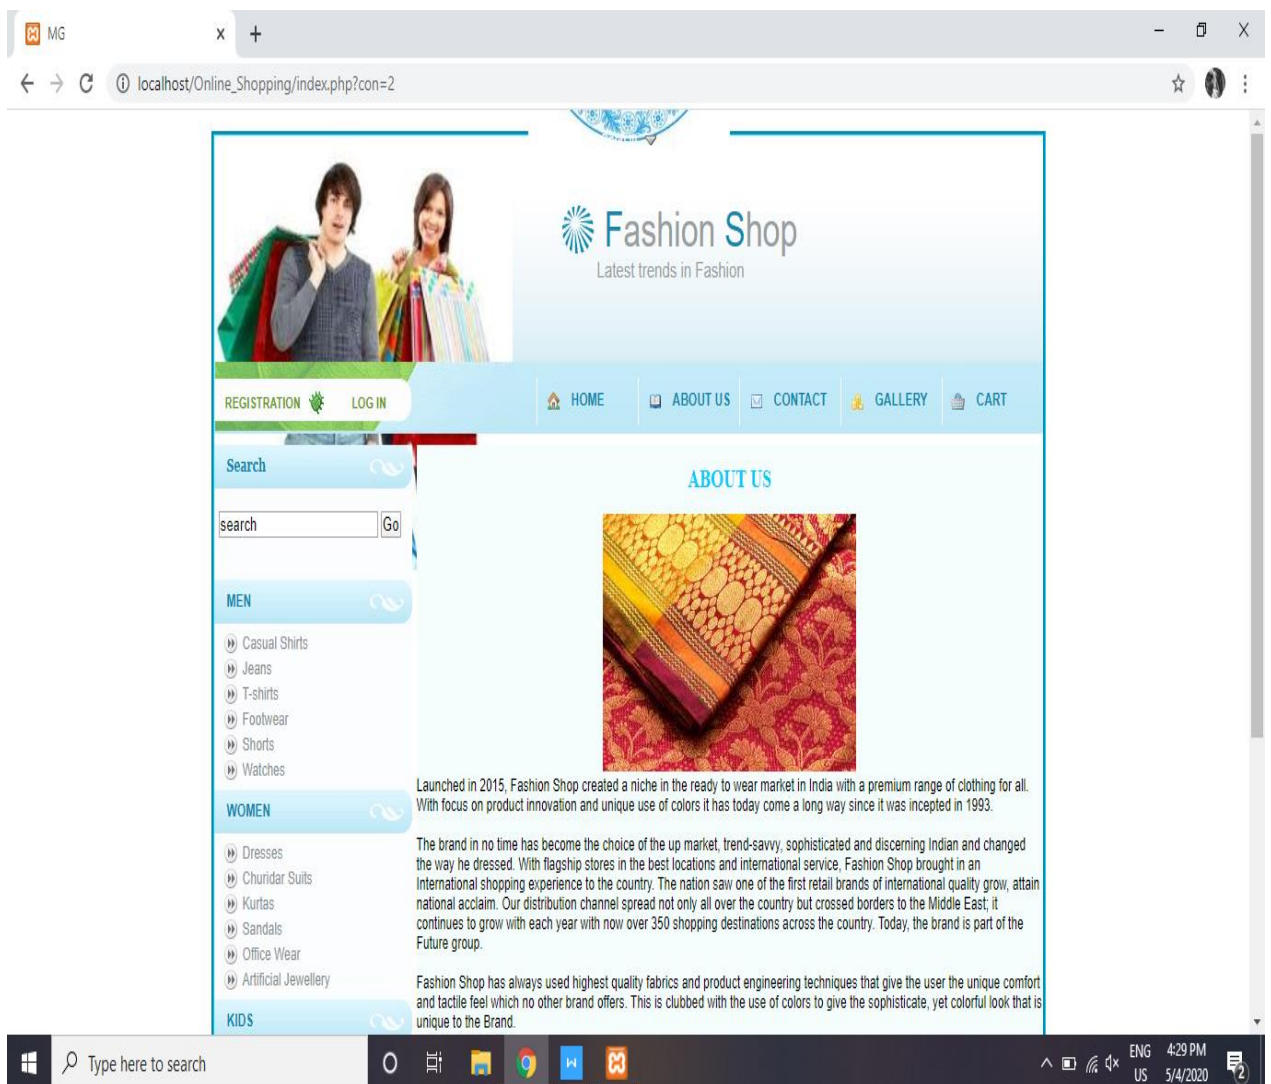 MG
localhost/Online_Shopping/index.php?con=2
Fashion Shop
Latest trends in Fashion
REGISTRATION LOG IN
HOME ABOUT US CONTACT GALLERY CART
Search
search Go
MEN
Casual Shirts
Jeans
T-shirts
Footwear
Shorts
Watches
WOMEN
Dresses
Churidar Suits
Kurtas
Sandals
Office Wear
Artificial Jewellery
KIDS
ABOUT US
Launched in 2015, Fashion Shop created a niche in the ready to wear market in India with a premium range of clothing for all.
With focus on product innovation and unique use of colors it has today come a long way since it was incepted in 1993.
The brand in no time has become the choice of the up market, trend-savvy, sophisticated and discerning Indian and changed
the way he dressed. With flagship stores in the best locations and international service, Fashion Shop brought in an
International shopping experience to the country. The nation saw one of the first retail brands of international quality grow, attain
national acclaim. Our distribution channel spread not only all over the country but crossed borders to the Middle East; it
continues to grow with each year with now over 350 shopping destinations across the country. Today, the brand is part of the
Future group.
Fashion Shop has always used highest quality fabrics and product engineering techniques that give the user the unique comfort
and tactile feel which no other brand offers. This is clubbed with the use of colors to give the sophisticate, yet colorful look that is
unique to the Brand.
Type here to search
ENG
US
4:29 PM
5/4/2020
2